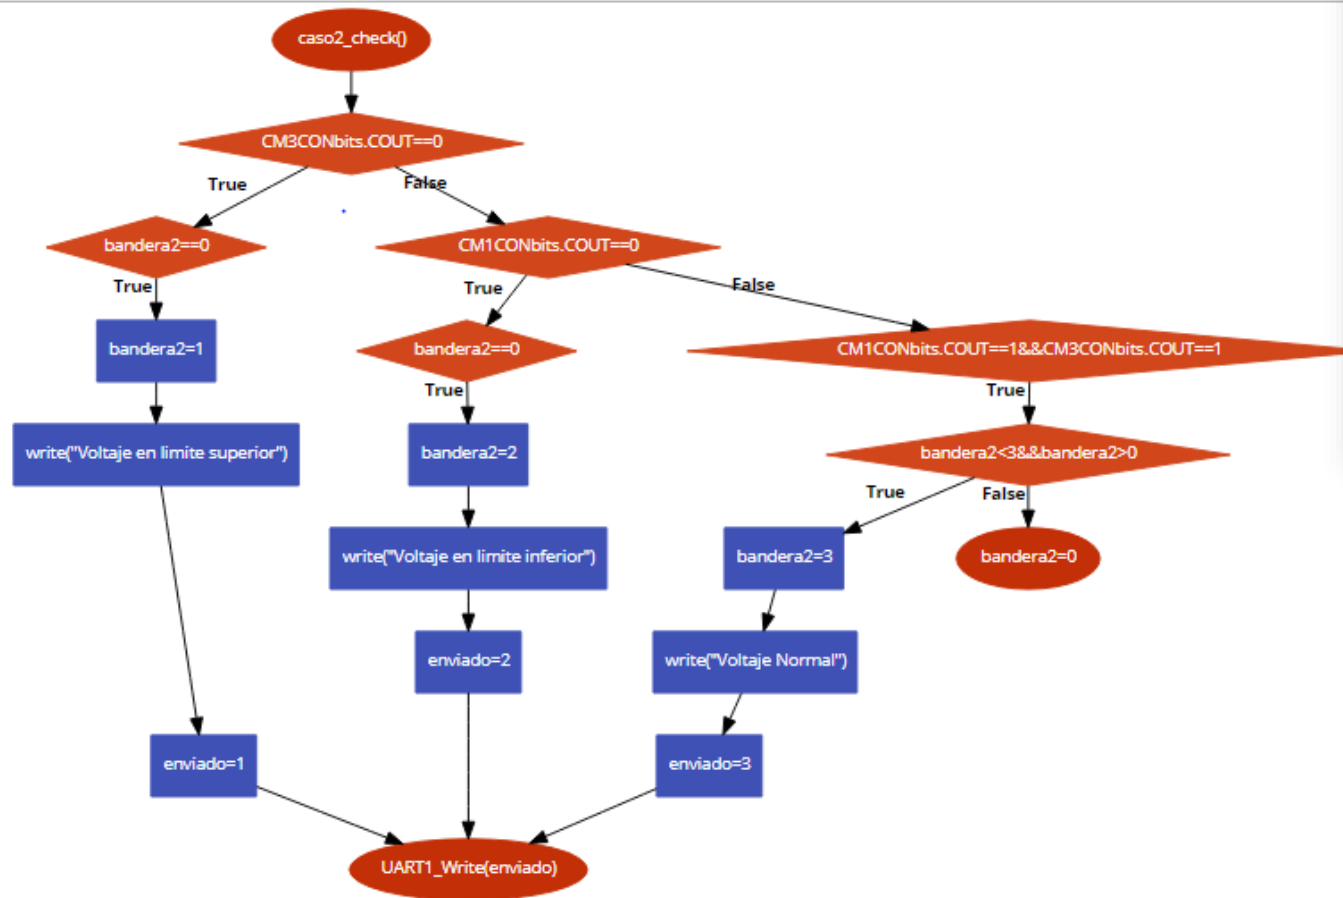 caso2_check()
CM3CONbits.COUT==0
True
False
bandera2==0
CM1CONbits.COUT==0
True
True
False
bandera2=1
bandera2==0
CM1CONbits.COUT==1&&CM3CONbits.COUT==1
True
True
write("Voltaje en limite superior")
bandera2=2
bandera2<3&&bandera2>0
True
False
write("Voltaje en limite inferior")
bandera2=3
bandera2=0
enviado=2
write("Voltaje Normal")
enviado=1
enviado=3
UART1_Write(enviado)